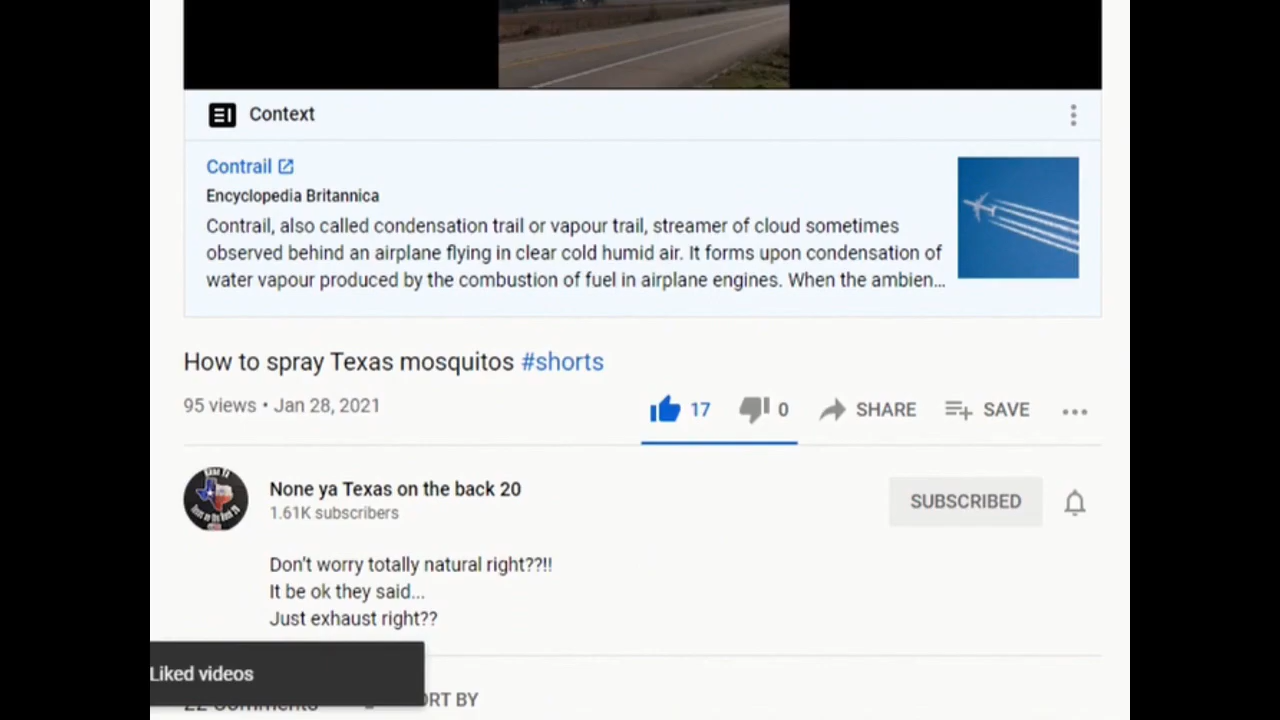 Context
Contrail
Encyclopedia Britannica
Contrail, also called condensation trail or vapour trail, streamer of cloud sometimes
observed behind an airplane flying in clear cold humid air. It forms upon condensation of
water vapour produced by the combustion of fuel in airplane engines. When the ambien...
How to spray Texas mosquitos #shorts
95 views • Jan 28, 2021
17 0 SHARE SAVE
None ya Texas on the back 20
1.61K subscribers
SUBSCRIBED
Don't worry totally natural right??!!
It be ok they said...
Just exhaust right??
Liked videos
22 Comments
ORT BY